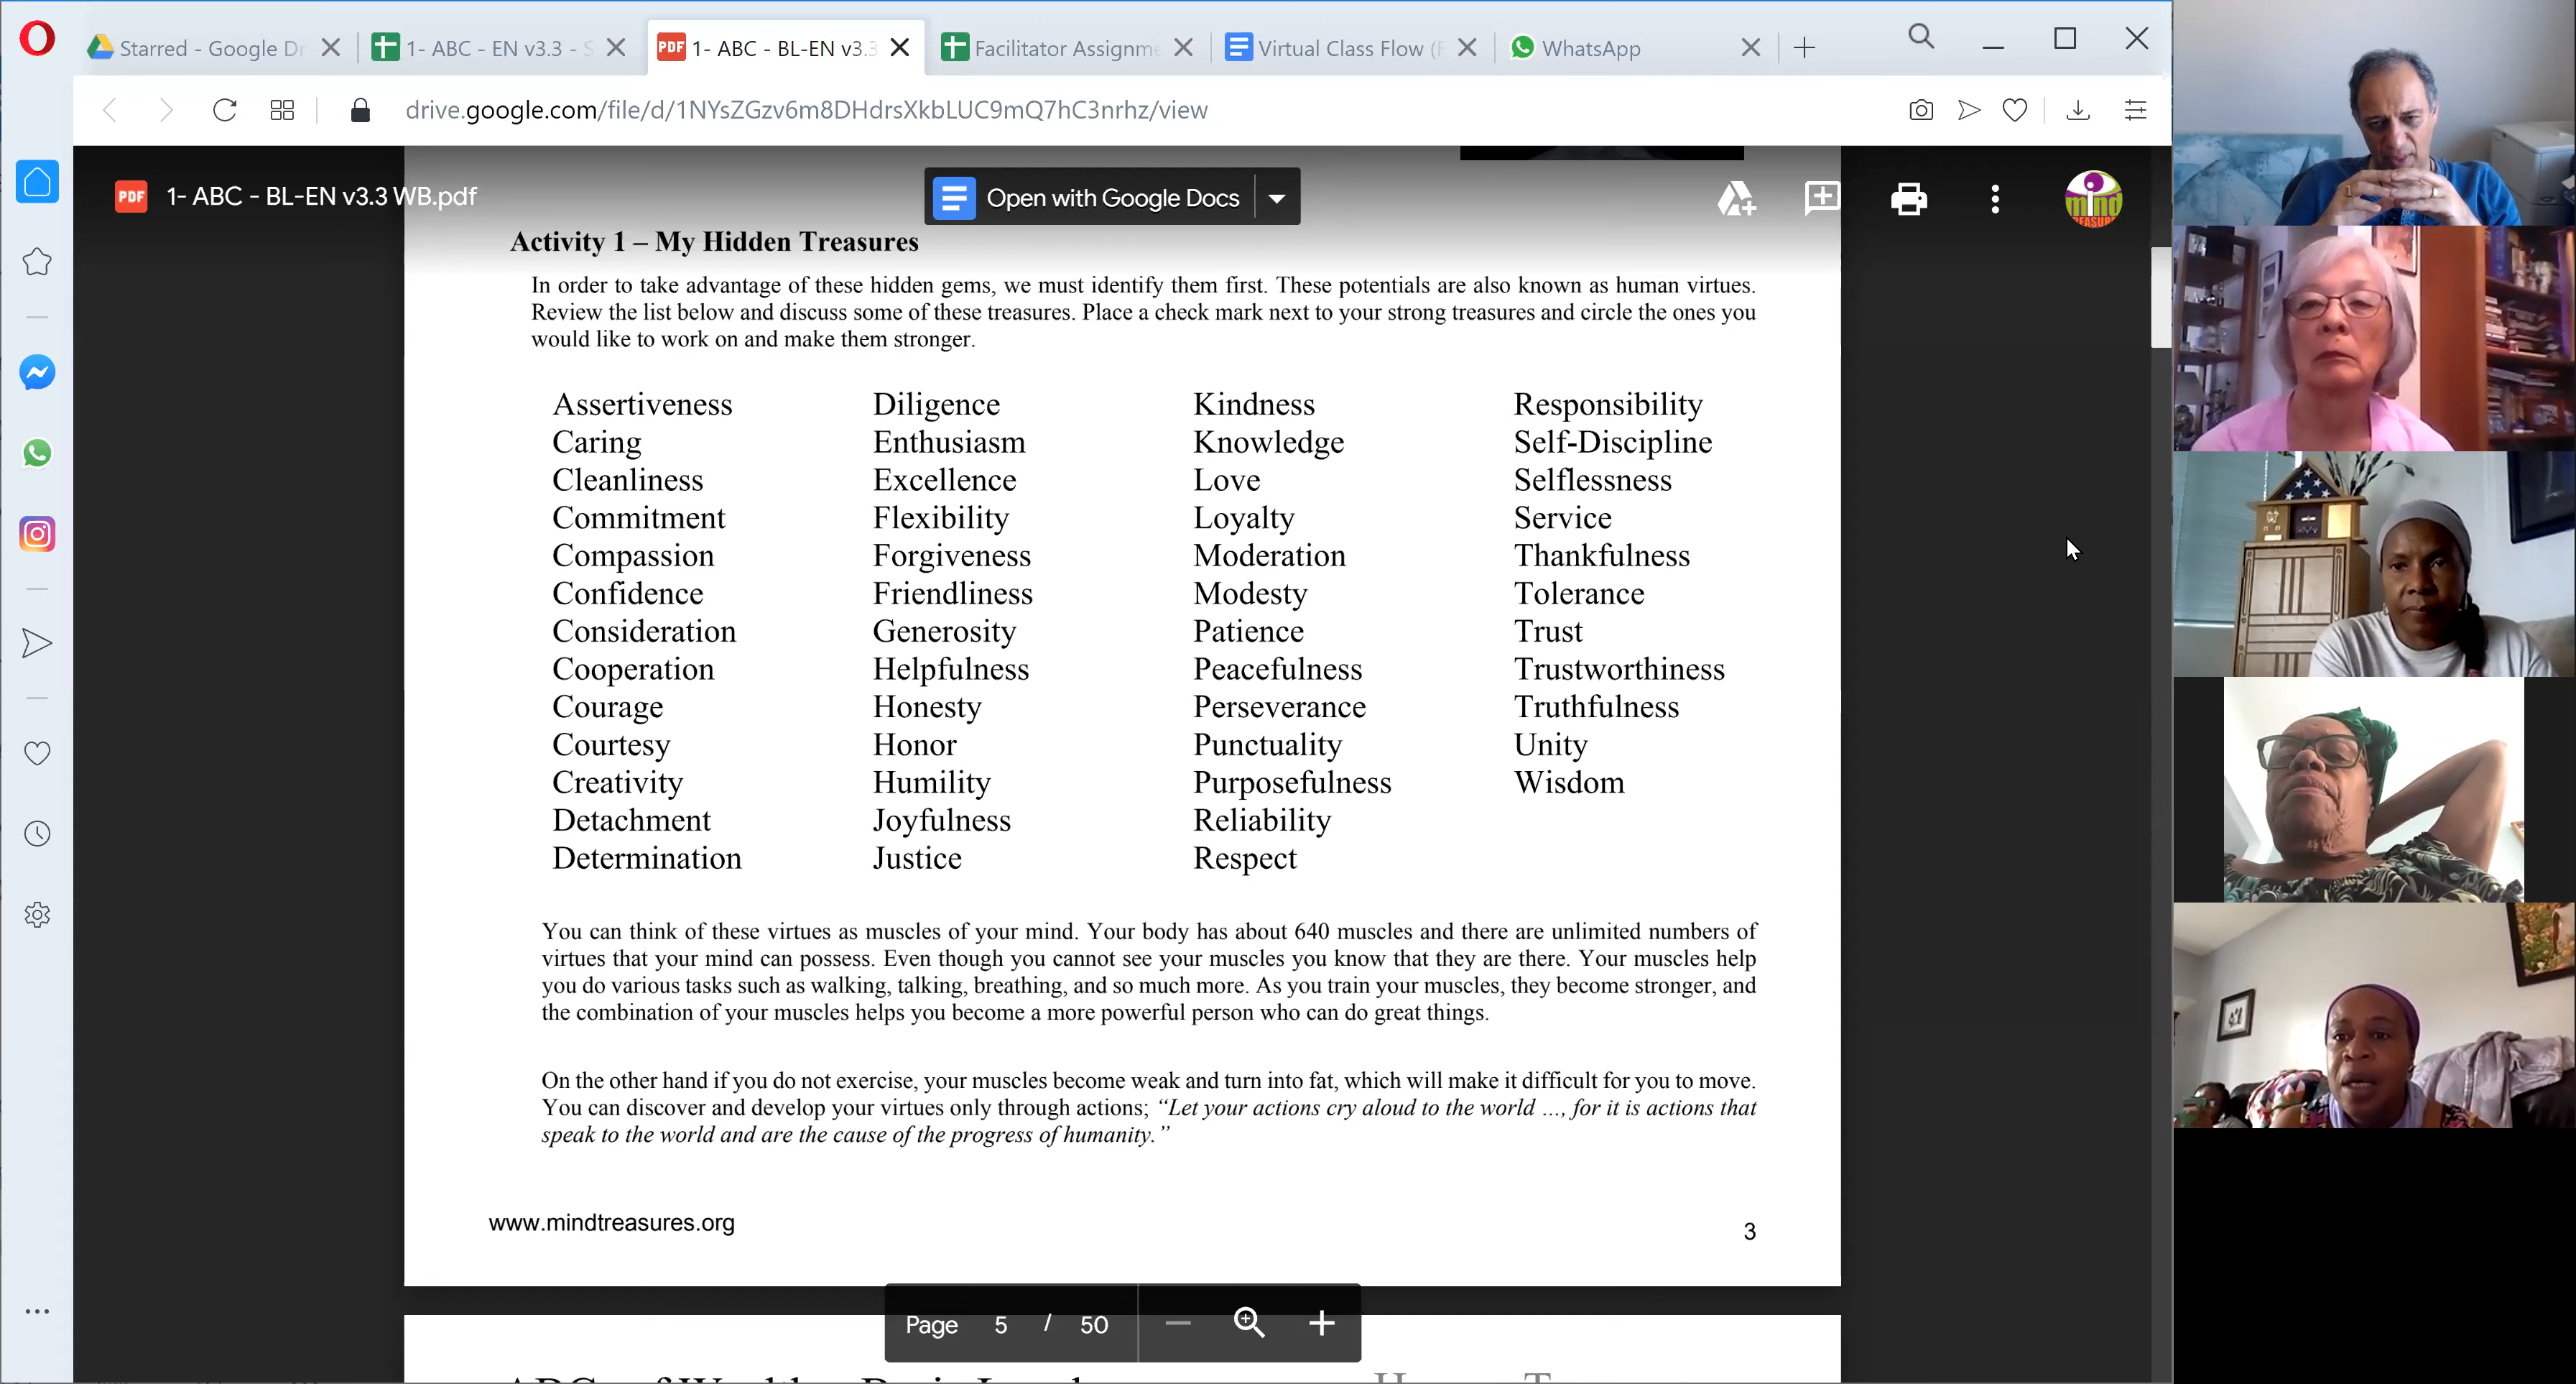 Starred - Google Dr
1- ABC - EN v3.3 - S
PDF 1- ABC - BL-EN v3.3
Facilitator Assignme
Virtual Class Flow (F
WhatsApp
drive.google.com/file/d/1NYsZGzv6m8DHdrsXkbLUC9mQ7hC3nrhz/view
PDF 1- ABC - BL-EN v3.3 WB.pdf
Open with Google Docs
mind
TREASURES
Activity 1 – My Hidden Treasures
In order to take advantage of these hidden gems, we must identify them first. These potentials are also known as human virtues.
Review the list below and discuss some of these treasures. Place a check mark next to your strong treasures and circle the ones you
would like to work on and make them stronger.
Assertiveness Diligence Kindness Responsibility
Caring Enthusiasm Knowledge Self-Discipline
Cleanliness Excellence Love Selflessness
Commitment Flexibility Loyalty Service
Compassion Forgiveness Moderation Thankfulness
Confidence Friendliness Modesty Tolerance
Consideration Generosity Patience Trust
Cooperation Helpfulness Peacefulness Trustworthiness
Courage Honesty Perseverance Truthfulness
Courtesy Honor Punctuality Unity
Creativity Humility Purposefulness Wisdom
Detachment Joyfulness Reliability
Determination Justice Respect
You can think of these virtues as muscles of your mind. Your body has about 640 muscles and there are unlimited numbers of
virtues that your mind can possess. Even though you cannot see your muscles you know that they are there. Your muscles help
you do various tasks such as walking, talking, breathing, and so much more. As you train your muscles, they become stronger, and
the combination of your muscles helps you become a more powerful person who can do great things.
On the other hand if you do not exercise, your muscles become weak and turn into fat, which will make it difficult for you to move.
You can discover and develop your virtues only through actions; “Let your actions cry aloud to the world …, for it is actions that
speak to the world and are the cause of the progress of humanity.”
www.mindtreasures.org
3
Page 5 / 50